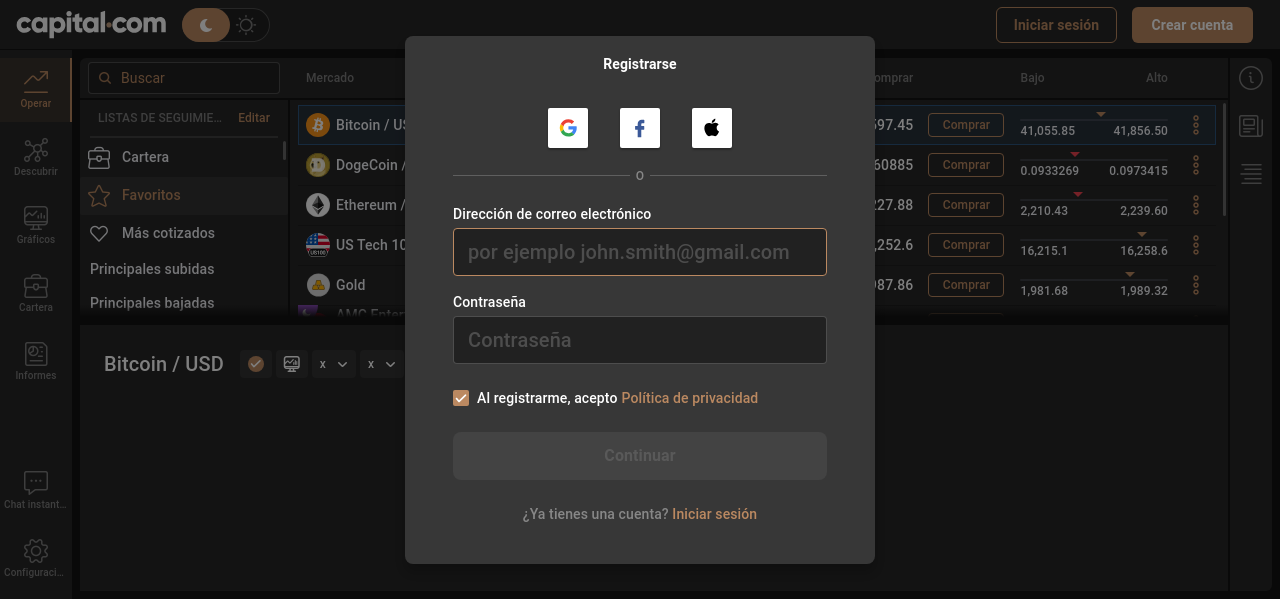 capital.com
Iniciar sesión
Crear cuenta
Operar
Descubrir
Gráficos
Cartera
Informes
Chat instant...
Configuraci...
Buscar
LISTAS DE SEGUIMIE...
Editar
Cartera
Favoritos
Más cotizados
Principales subidas
Principales bajadas
Mercado
Bajo
Alto
Bitcoin / US
597.45
Comprar
41,055.85
41,856.50
DogeCoin /
60885
Comprar
0.0933269
0.0973415
Ethereum /
227.88
Comprar
2,210.43
2,239.60
US Tech 10
,252.6
Comprar
16,215.1
16,258.6
Gold
987.86
Comprar
1,981.68
1,989.32
Bitcoin / USD
x
x
Registrarse
o
Dirección de correo electrónico
por ejemplo john.smith@gmail.com
Contraseña
Contraseña
Al registrarme, acepto Política de privacidad
Continuar
¿Ya tienes una cuenta? Iniciar sesión